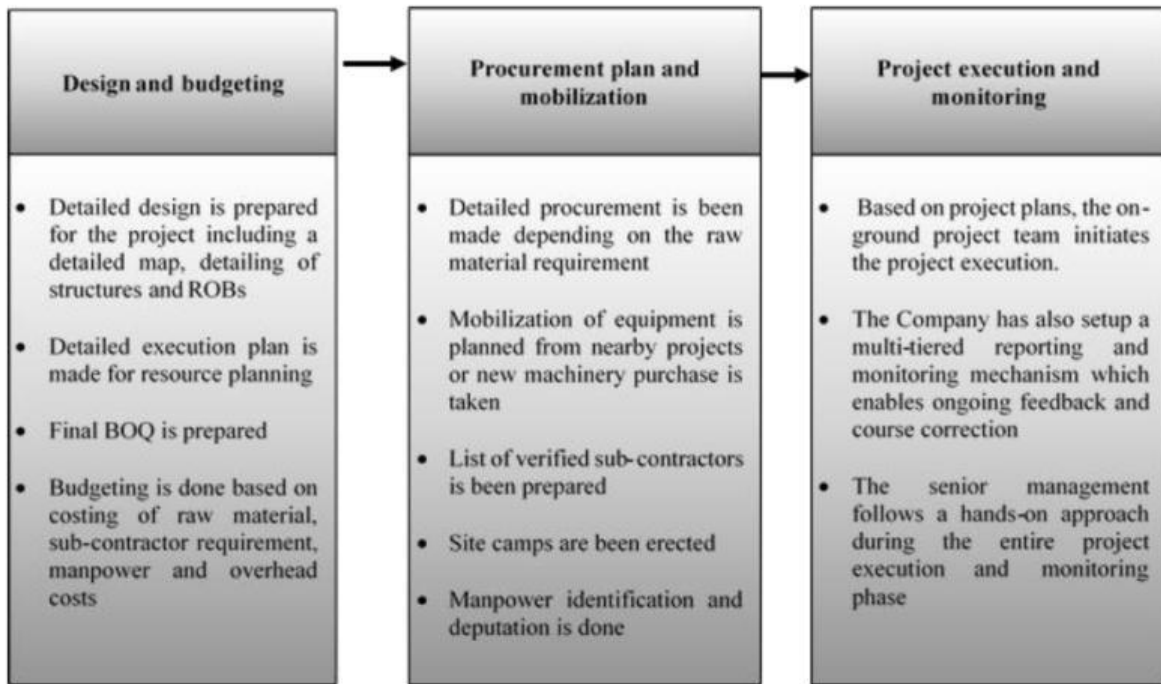 Design and budgeting
• Detailed design is prepared
for the project including a
detailed map, detailing of
structures and ROBs
• Detailed execution plan is
made for resource planning
• Final BOQ is prepared
• Budgeting is done based on
costing of raw material,
sub-contractor requirement,
manpower and overhead
costs
Procurement plan and
mobilization
• Detailed procurement is been
made depending on the raw
material requirement
• Mobilization of equipment is
planned from nearby projects
or new machinery purchase is
taken
• List of verified sub-contractors
is been prepared
• Site camps are been erected
• Manpower identification and
deputation is done
Project execution and
monitoring
• Based on project plans, the on-
ground project team initiates
the project execution.
• The Company has also setup a
multi-tiered reporting and
monitoring mechanism which
enables ongoing feedback and
course correction
• The senior management
follows a hands-on approach
during the entire project
execution and monitoring
phase